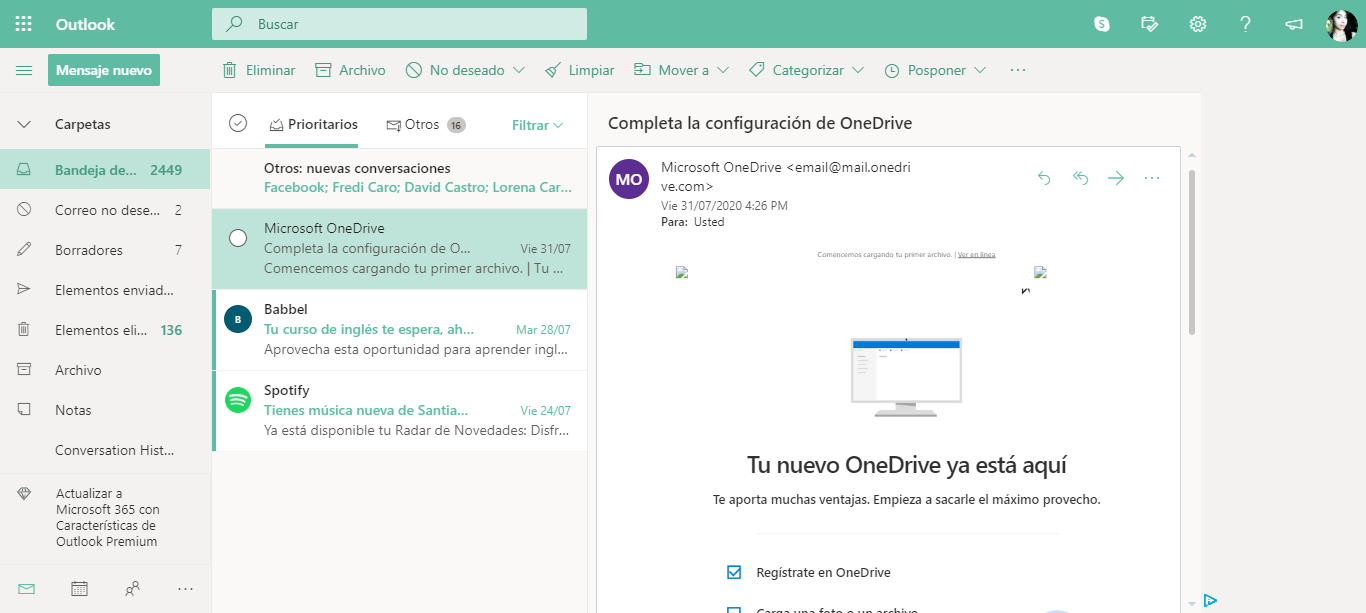 Outlook
Buscar
Mensaje nuevo
Eliminar
Archivo
No deseado
Limpiar
Mover a
Categorizar
Posponer
Carpetas
Bandeja de... 2449
Correo no dese... 2
Borradores 7
Elementos enviad...
Elementos eli... 136
Archivo
Notas
Conversation Hist...
Actualizar a
Microsoft 365 con
Características de
Outlook Premium
Prioritarios
Otros 16
Filtrar
Otros: nuevas conversaciones
Facebook; Fredi Caro; David Castro; Lorena Car...
Microsoft OneDrive
Completa la configuración de O... Vie 31/07
Comencemos cargando tu primer archivo. | Tu ...
B
Babbel
Tu curso de inglés te espera, ah... Mar 28/07
Aprovecha esta oportunidad para aprender ingl...
Spotify
Tienes música nueva de Santia... Vie 24/07
Ya está disponible tu Radar de Novedades: Disfr...
Completa la configuración de OneDrive
MO
Microsoft OneDrive <email@mail.onedri
ve.com>
Vie 31/07/2020 4:26 PM
Para: Usted
Comencemos cargando tu primer archivo. | Ver en línea
Tu nuevo OneDrive ya está aquí
Te aporta muchas ventajas. Empieza a sacarle el máximo provecho.
Regístrate en OneDrive
Carga una foto o un archivo